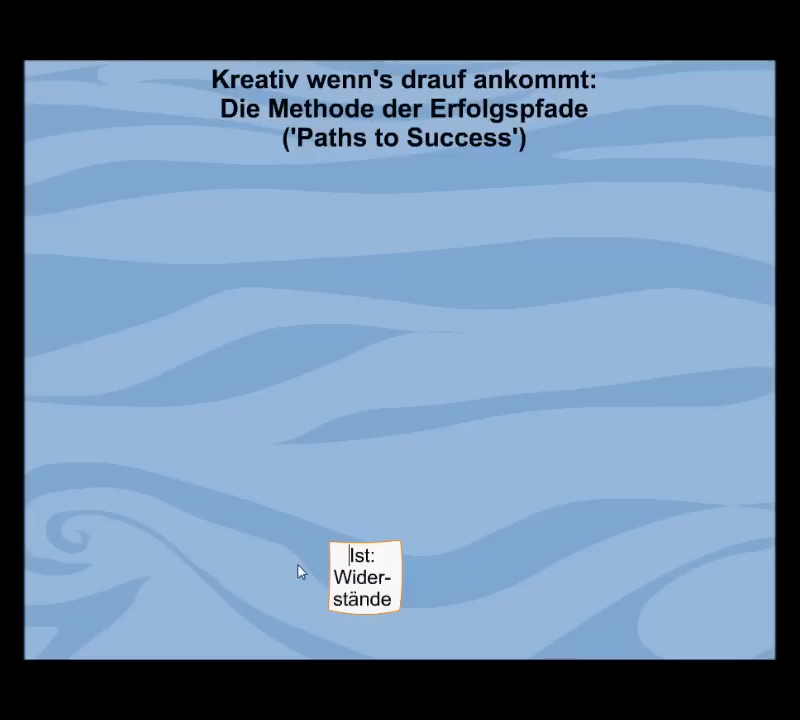 Kreativ wenn's drauf ankommt:
Die Methode der Erfolgspfade
('Paths to Success')
Ist:
Wider-
stände